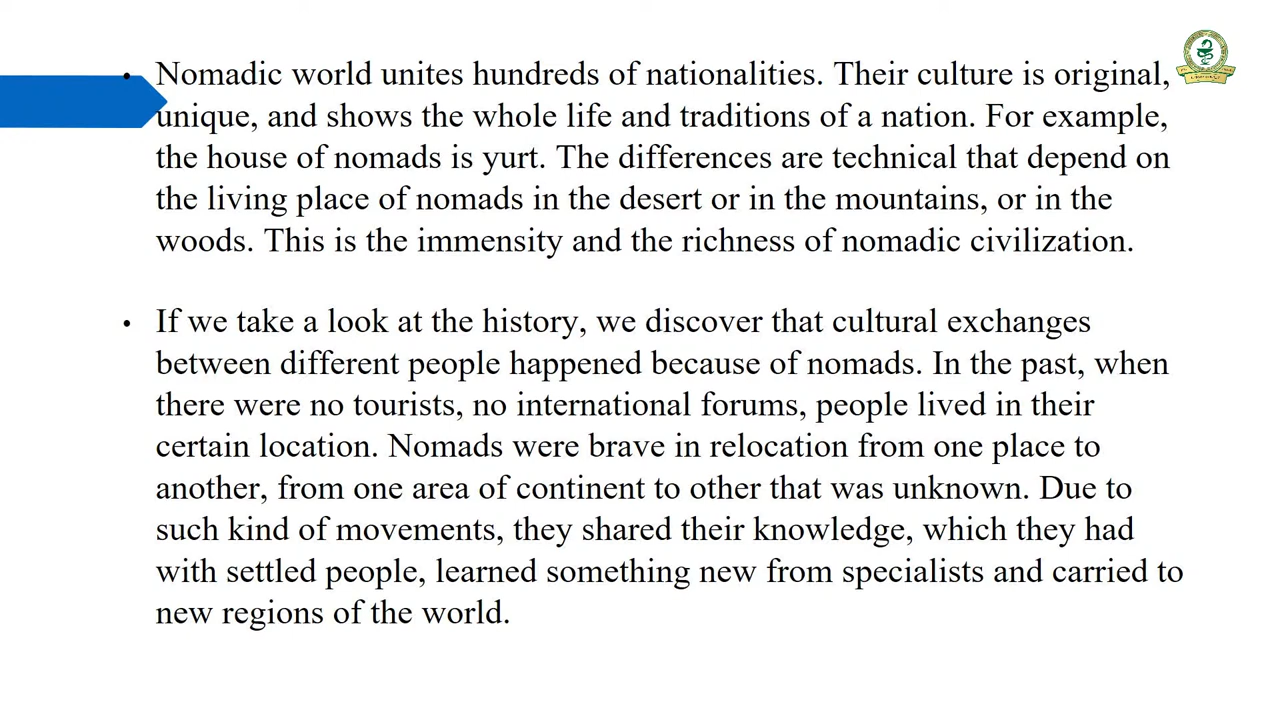 • Nomadic world unites hundreds of nationalities. Their culture is original,
unique, and shows the whole life and traditions of a nation. For example,
the house of nomads is yurt. The differences are technical that depend on
the living place of nomads in the desert or in the mountains, or in the
woods. This is the immensity and the richness of nomadic civilization.
• If we take a look at the history, we discover that cultural exchanges
between different people happened because of nomads. In the past, when
there were no tourists, no international forums, people lived in their
certain location. Nomads were brave in relocation from one place to
another, from one area of continent to other that was unknown. Due to
such kind of movements, they shared their knowledge, which they had
with settled people, learned something new from specialists and carried to
new regions of the world.